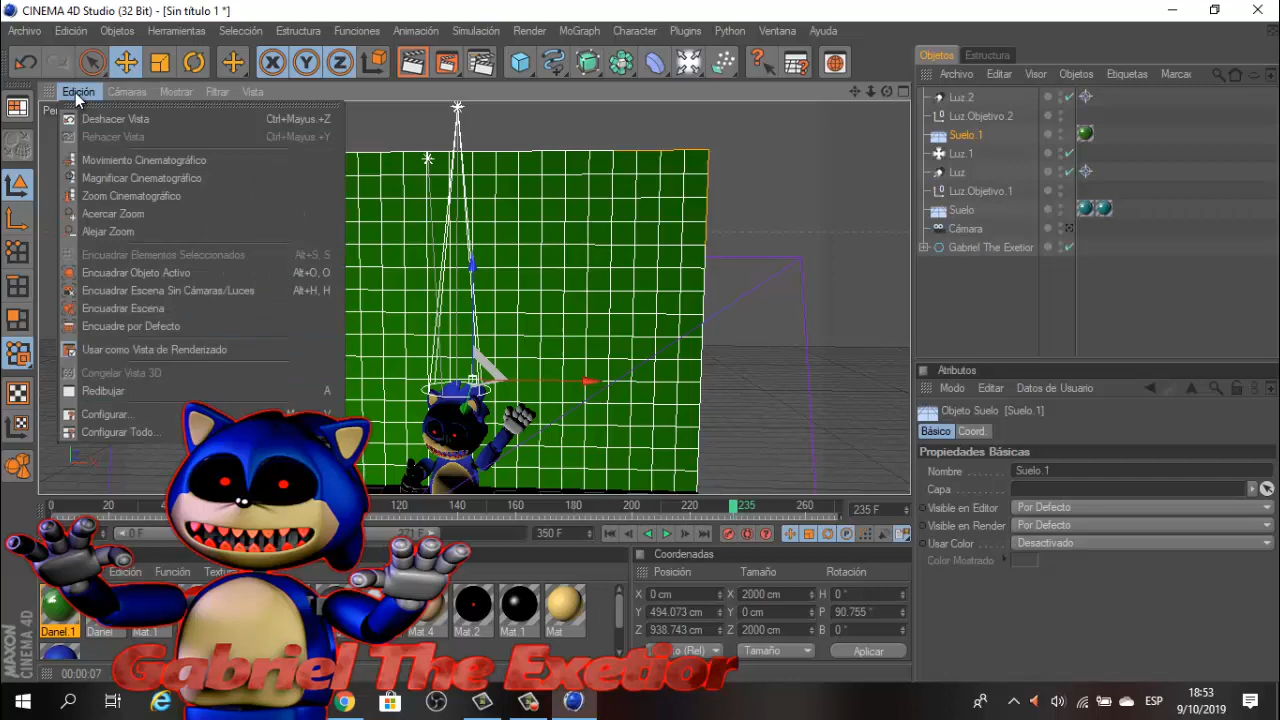 CINEMA 4D Studio (32 Bit) - [Sin título 1 *]
Archivo Edición Objetos Herramientas Selección Estructura Funciones Animación Simulación Render MoGraph Character Plugins Python Ventana Ayuda
Objetos Estructura
Archivo Editar Visor Objetos Etiquetas Marcac
Edición Cámaras Mostrar Filtrar Vista
Per
Deshacer Vista Ctrl+Mayus.+Z
Rehacer Vista Ctrl+Mayus.+Y
Movimiento Cinematográfico
Magnificar Cinematográfico
Zoom Cinematográfico
Acercar Zoom
Alejar Zoom
Encuadrar Elementos Seleccionados Alt+S, S
Encuadrar Objeto Activo Alt+O, O
Encuadrar Escena Sin Cámaras/Luces Alt+H, H
Encuadrar Escena
Encuadre por Defecto
Usar como Vista de Renderizado
Congelar Vista 3D
Redibujar A
Configurar... V
Configurar Todo...
Luz.2
Luz.Objetivo.2
Suelo.1
Luz.1
Luz
Luz.Objetivo.1
Suelo
Cámara
Gabriel The Exetior
Atributos
Modo Editar Datos de Usuario
Objeto Suelo [Suelo.1]
Básico Coord.
Propiedades Básicas
Nombre Suelo.1
Capa
Visible en Editor Por Defecto
Visible en Render Por Defecto
Usar Color Desactivado
Color Mostrado
0 20 120 140 160 180 200 220 235 260 235 F
0 F 271 F 350 F
Edición Función Textu
Danel.1 Danel Mat.1 Mat.4 Mat.2 Mat.1 Mat
Coordenadas
Posición Tamaño Rotación
X 0 cm X 2000 cm H 0 °
Y 494.073 cm Y 0 cm P 90.755 °
Z 938.743 cm Z 2000 cm B 0 °
(Rel) Tamaño Aplicar
MAXON CINEMA 4D
00:00:07
Gabriel The Exetior
ESP
18:53
9/10/2019